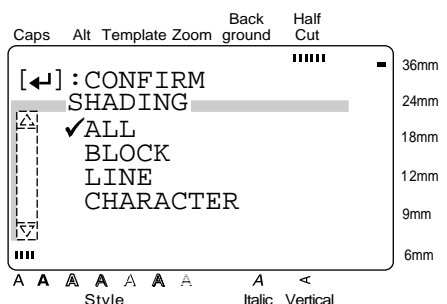 Back Half
Caps Alt Template Zoom ground Cut
[↵]:CONFIRM
SHADING
✓ALL
BLOCK
LINE
CHARACTER
36mm
24mm
18mm
12mm
9mm
6mm
A A A A A A A A A
Style Italic Vertical